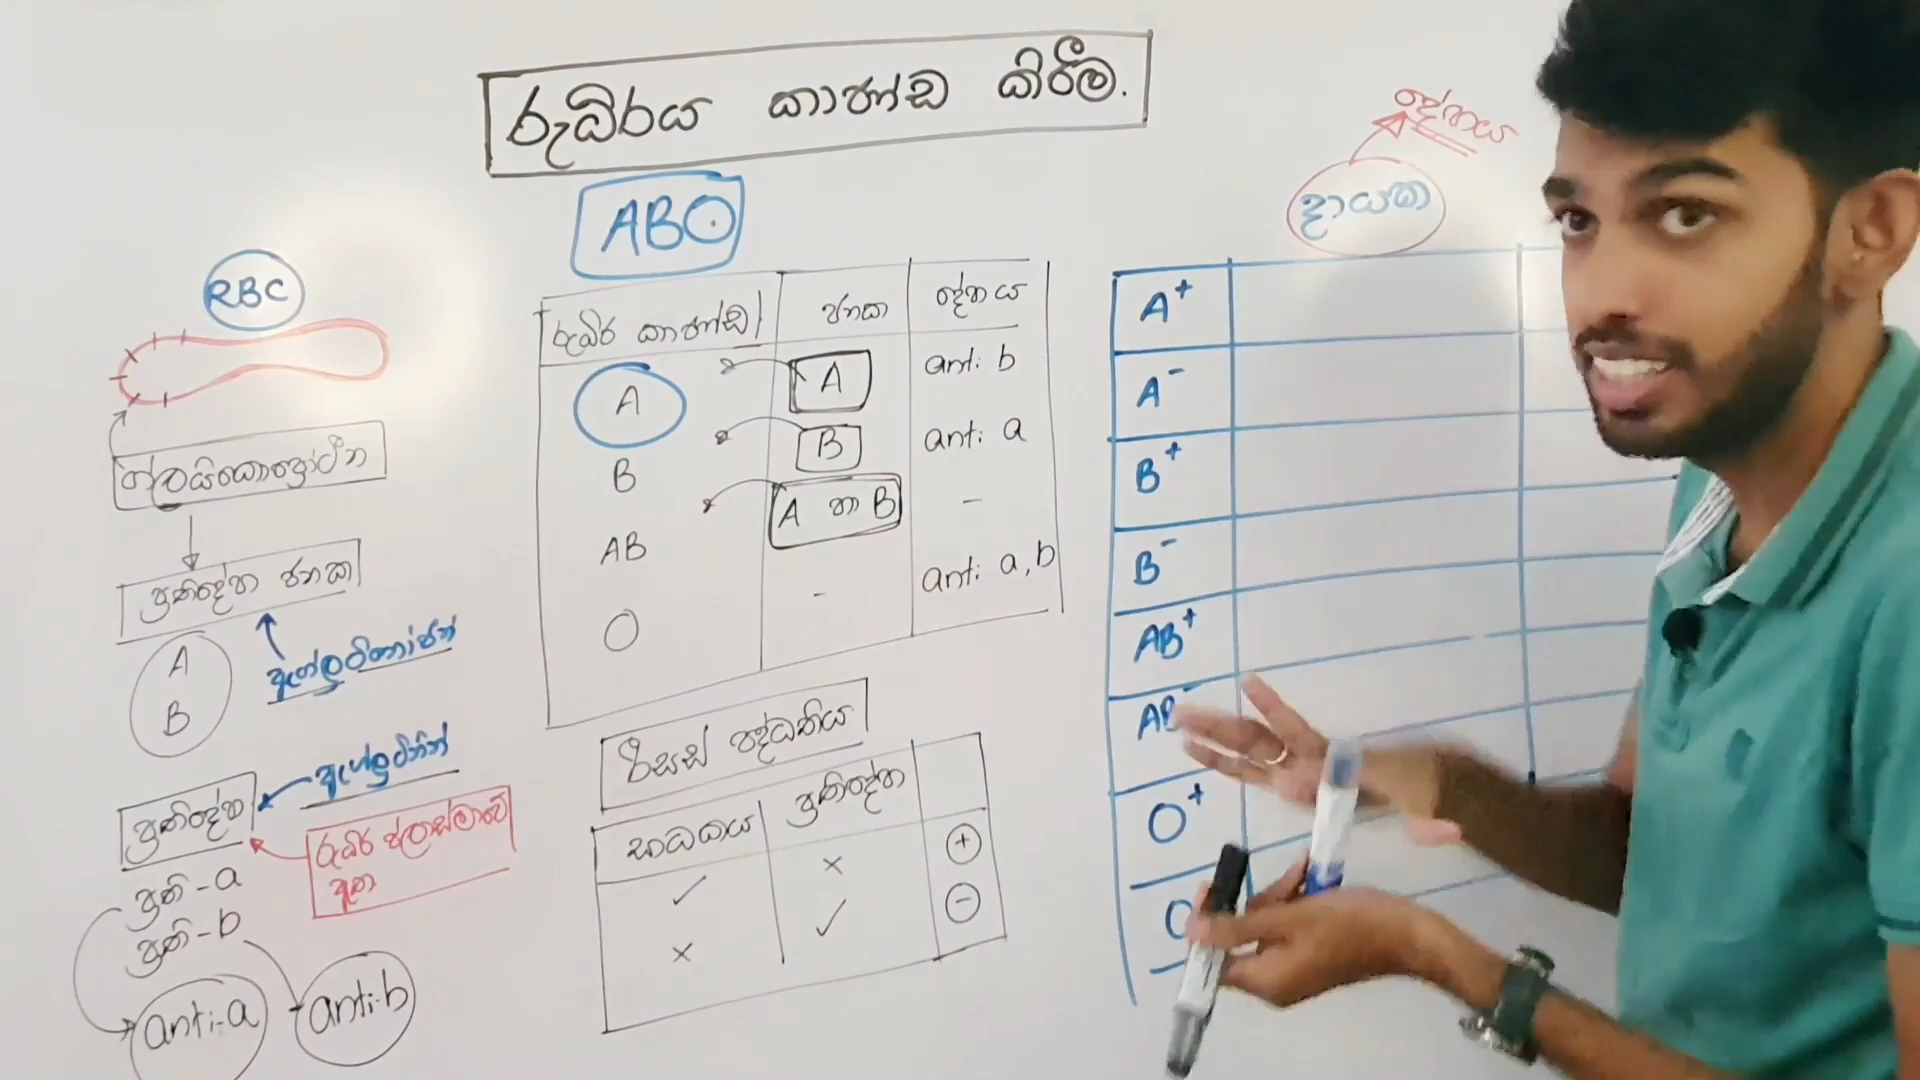 රුධිරය කාණ්ඩ කිරීම.
ABO
RBC
ග්ලයිකොප්‍රෝටීන
ප්‍රතිදේහ ජනක
A
B
ඇග්ලුටිනෝජන්
ඇග්ලුටිනින්
ප්‍රතිදේහ
රුධිර ප්ලාස්මාවේ
ඇත
ප්‍රති-a
ප්‍රති-b
anti-a
anti-b
රුධිර කාණ්ඩ ජනක දේහය
A A anti b
B B anti a
AB A හා B -
O - anti a,b
රීසස් පද්ධතිය
සාධකය ප්‍රතිදේහ
✓ × +
× ✓ -
දේහය
දායක
A+
A-
B+
B-
AB+
AB-
O+
O